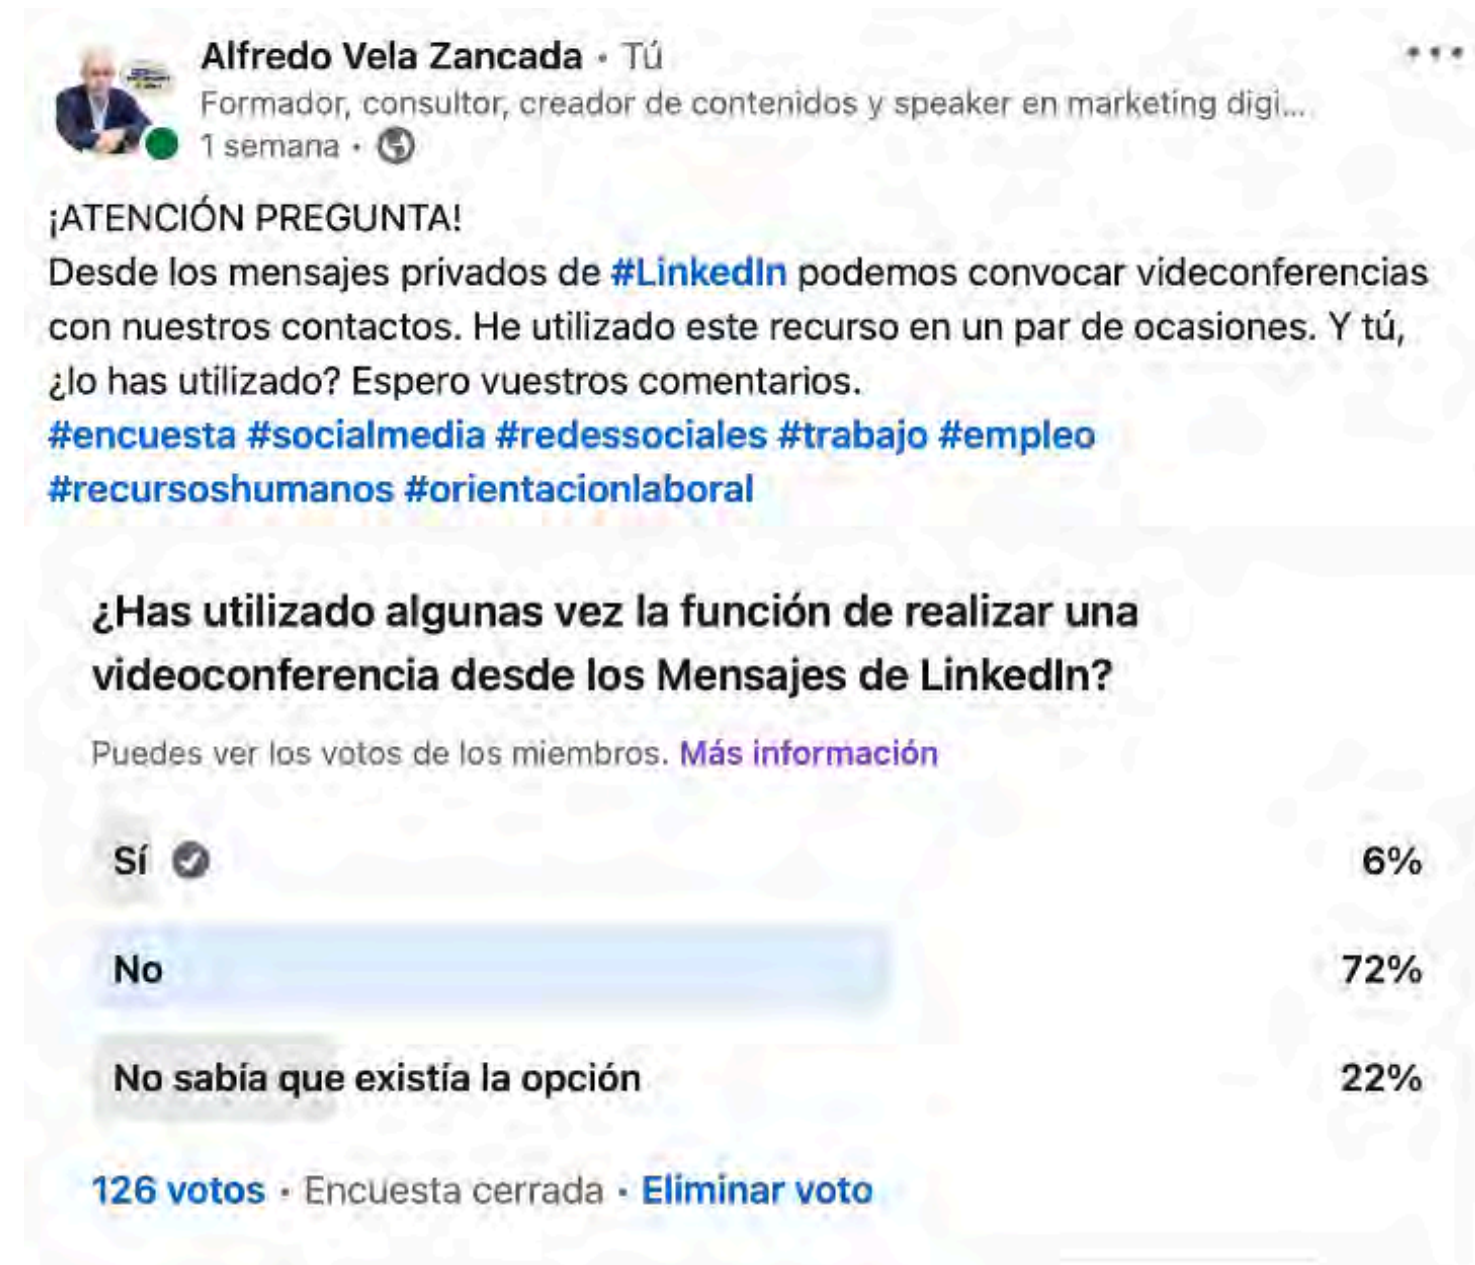 Alfredo Vela Zancada • Tú
Formador, consultor, creador de contenidos y speaker en marketing digi...
1 semana •
¡ATENCIÓN PREGUNTA!
Desde los mensajes privados de #LinkedIn podemos convocar videconferencias
con nuestros contactos. He utilizado este recurso en un par de ocasiones. Y tú,
¿lo has utilizado? Espero vuestros comentarios.
#encuesta #socialmedia #redessociales #trabajo #empleo
#recursoshumanos #orientacionlaboral
¿Has utilizado algunas vez la función de realizar una
videoconferencia desde los Mensajes de LinkedIn?
Puedes ver los votos de los miembros. Más información
Sí 6%
No 72%
No sabía que existía la opción 22%
126 votos • Encuesta cerrada • Eliminar voto